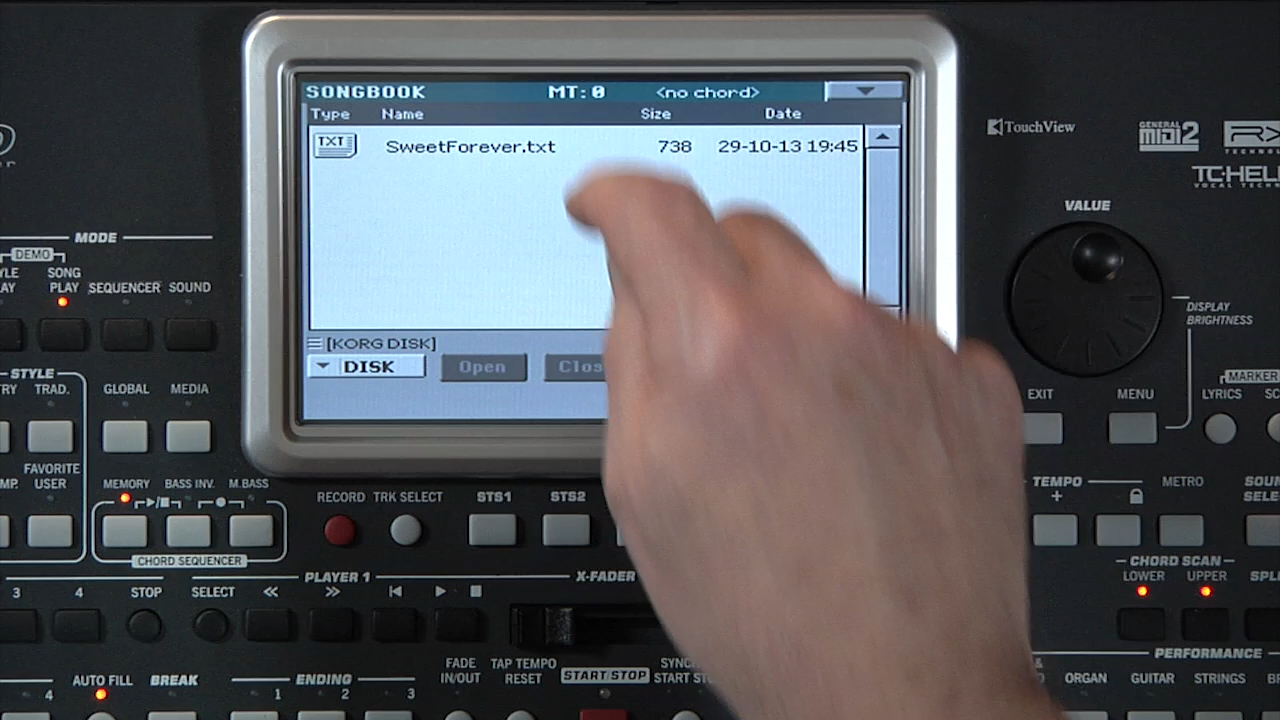 SONGBOOK MT: 0 <no chord>
Type Name Size Date
TXT SweetForever.txt 738 29-10-13 19:45
[KORG DISK]
DISK Open
TouchView
GENERAL
MIDI2
VALUE
DISPLAY
BRIGHTNESS
MODE
DEMO
SONG
PLAY SEQUENCER SOUND
STYLE
TRAD. GLOBAL MEDIA
FAVORITE
USER MEMORY BASS INV. M.BASS
CHORD SEQUENCER
RECORD TRK SELECT STS1 STS2
EXIT MENU LYRICS
MARKER
TEMPO METRO
+
CHORD SCAN
LOWER UPPER
PLAYER 1 X-FADER
3 4 STOP SELECT << >>
FADE
IN/OUT
TAP TEMPO
RESET
START STOP
AUTO FILL BREAK ENDING
4 1 2 3
PERFORMANCE
ORGAN GUITAR STRINGS